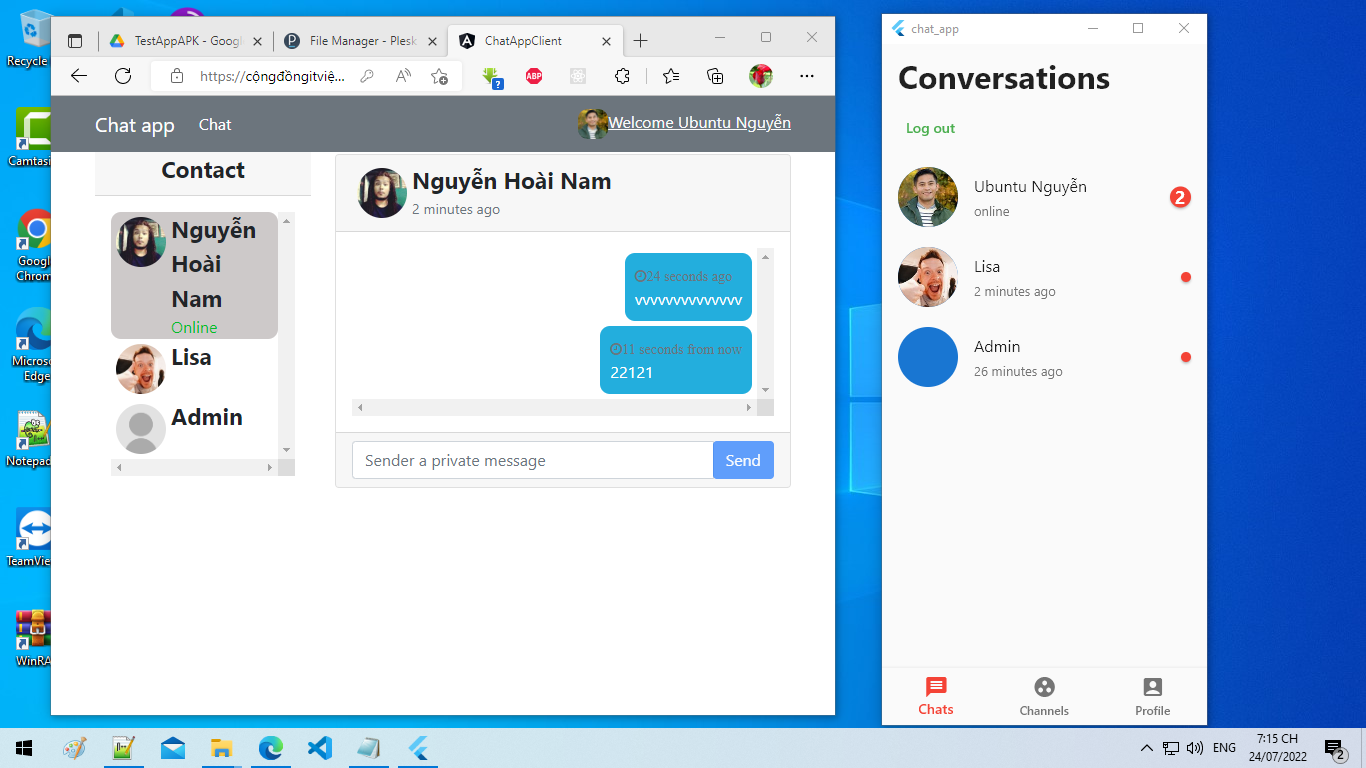 Recycle
Camtasi
Googl
Chrom
Micros
Edge
Notepad
TeamVie
WinRA
TestAppAPK - Googl
File Manager - Plesk
ChatAppClient
https://cộngđồngitviệ...
ABP
?
Chat app
Chat
Welcome Ubuntu Nguyễn
Contact
Nguyễn
Hoài
Nam
Online
Lisa
Admin
Nguyễn Hoài Nam
2 minutes ago
24 seconds ago
vvvvvvvvvvvvvv
11 seconds from now
22121
Sender a private message
Send
chat_app
Conversations
Log out
Ubuntu Nguyễn
online
2
Lisa
2 minutes ago
Admin
26 minutes ago
Chats
Channels
Profile
ENG
7:15 CH
24/07/2022
2